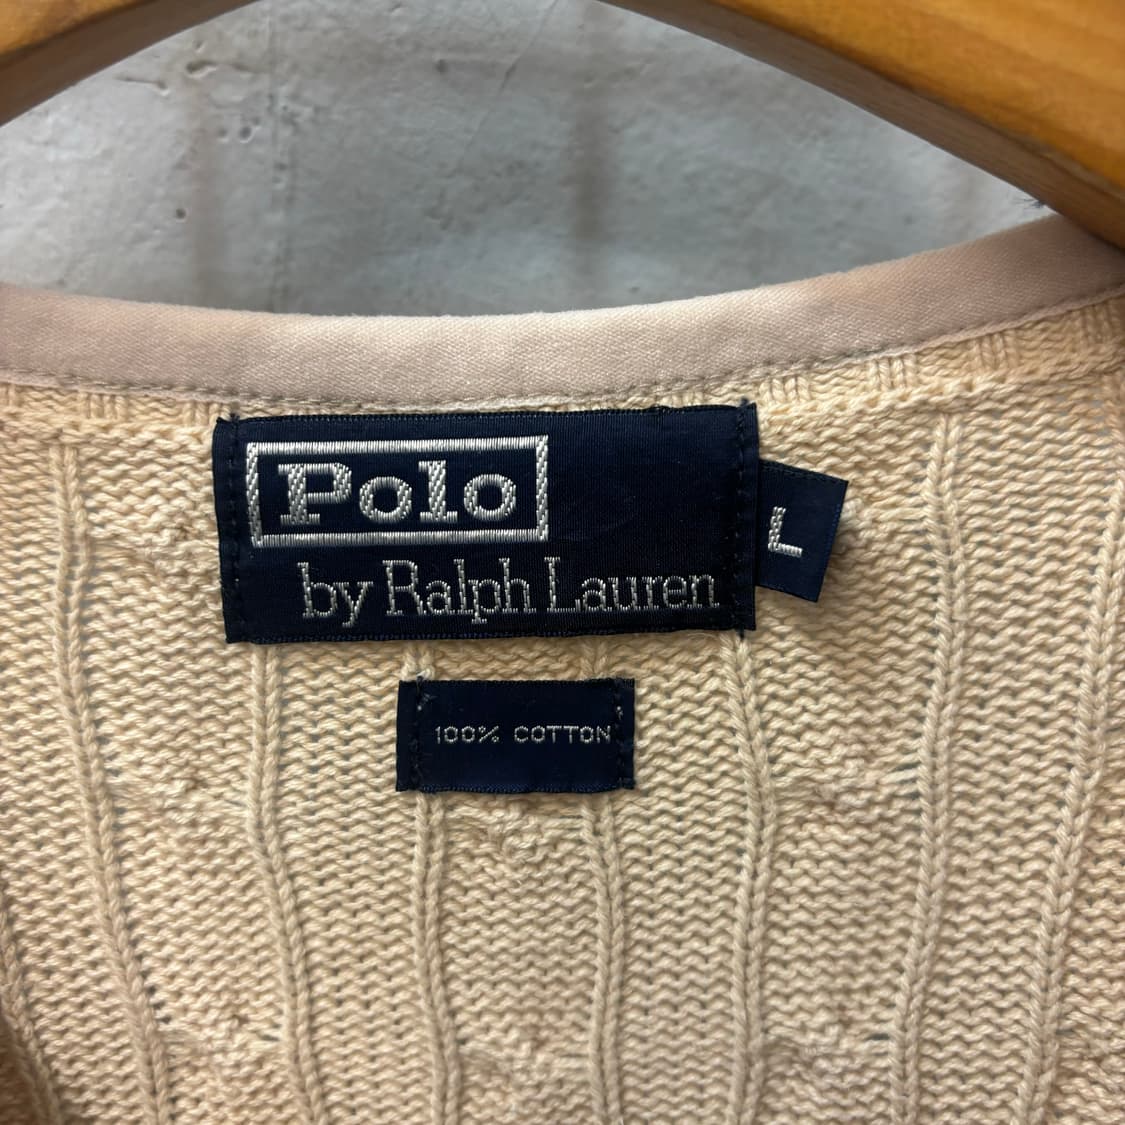 Polo
by Ralph Lauren
L
100% COTTON